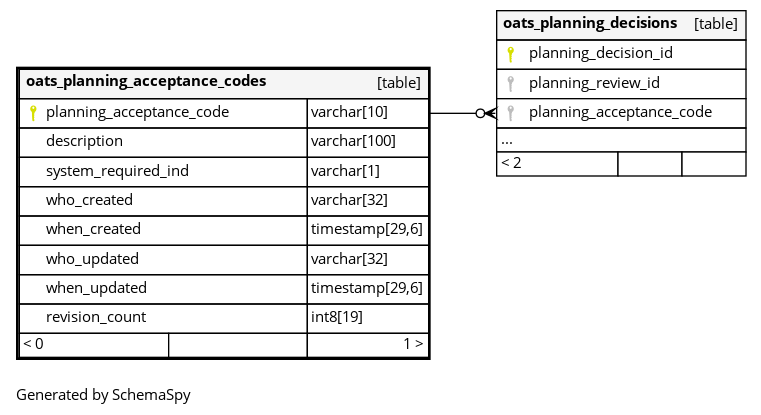 oats_planning_decisions [table]
planning_decision_id
planning_review_id
planning_acceptance_code
...
< 2
oats_planning_acceptance_codes [table]
planning_acceptance_code varchar[10]
description varchar[100]
system_required_ind varchar[1]
who_created varchar[32]
when_created timestamp[29,6]
who_updated varchar[32]
when_updated timestamp[29,6]
revision_count int8[19]
< 0 1 >
Generated by SchemaSpy